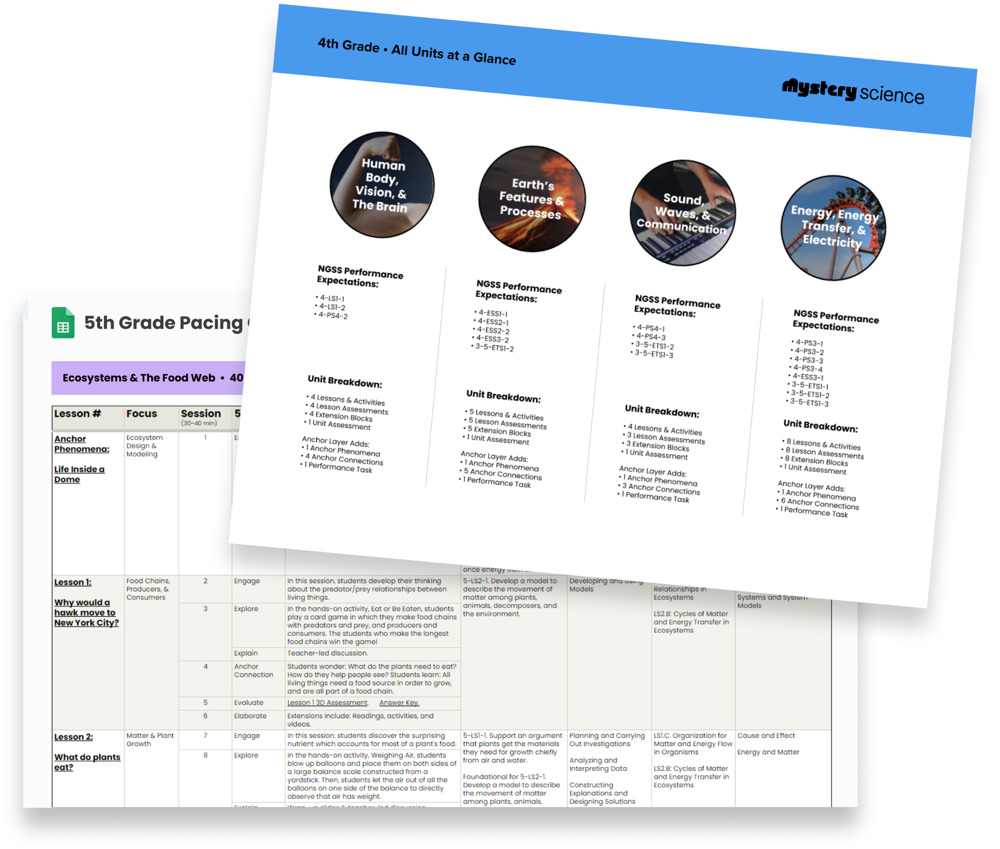 4th Grade • All Units at a Glance
mystery science
Human
Body,
Vision, &
The Brain
Earth's
Features &
Processes
Sound,
Waves, &
Communication
Energy, Energy
Transfer, &
Electricity
NGSS Performance
Expectations:
• 4-LS1-1
• 4-LS1-2
• 4-PS4-2
Unit Breakdown:
• 4 Lessons & Activities
• 4 Lesson Assessments
• 4 Extension Blocks
• 1 Unit Assessment
Anchor Layer Adds:
• 1 Anchor Phenomena
• 4 Anchor Connections
• 1 Performance Task
NGSS Performance
Expectations:
• 4-ESS1-1
• 4-ESS2-1
• 4-ESS2-2
• 4-ESS3-2
• 3-5-ETS1-2
Unit Breakdown:
• 5 Lessons & Activities
• 5 Lesson Assessments
• 5 Extension Blocks
• 1 Unit Assessment
Anchor Layer Adds:
• 1 Anchor Phenomena
• 5 Anchor Connections
• 1 Performance Task
NGSS Performance
Expectations:
• 4-PS4-1
• 4-PS4-3
• 3-5-ETS1-2
• 3-5-ETS1-3
Unit Breakdown:
• 4 Lessons & Activities
• 3 Lesson Assessments
• 3 Extension Blocks
• 1 Unit Assessment
Anchor Layer Adds:
• 1 Anchor Phenomena
• 3 Anchor Connections
• 1 Performance Task
NGSS Performance
Expectations:
• 4-PS3-1
• 4-PS3-2
• 4-PS3-3
• 4-PS3-4
• 4-ESS3-1
• 3-5-ETS1-1
• 3-5-ETS1-2
• 3-5-ETS1-3
Unit Breakdown:
• 8 Lessons & Activities
• 8 Lesson Assessments
• 8 Extension Blocks
• 1 Unit Assessment
Anchor Layer Adds:
• 1 Anchor Phenomena
• 6 Anchor Connections
• 1 Performance Task
5th Grade Pacing
Ecosystems & The Food Web • 40
Lesson #
Focus
Session
(30-40 min)
5
Anchor
Phenomena:
Life Inside a
Dome
Ecosystem
Design &
Modeling
1
once energy from
Lesson 1:
Why would a
hawk move to
New York City?
Food Chains,
Producers, &
Consumers
2
Engage
In this session, students develop their thinking
about the predator/prey relationships between
living things.
3
Explore
In the hands-on activity, Eat or Be Eaten, students
play a card game in which they make food chains
with predators and prey, and producers and
consumers. The students who make the longest
food chains win the game!
Explain
Teacher-led discussion.
4
Anchor
Connection
Students wonder: What do the plants need to eat?
How do they help people see? Students learn: All
living things need a food source in order to grow,
and are all part of a food chain.
5
Evaluate
Lesson 1 3D Assessment. Answer Key.
6
Elaborate
Extensions include: Readings, activities, and
videos.
5-LS2-1. Develop a model to
describe the movement of
matter among plants,
animals, decomposers, and
the environment.
Developing and Using
Models
Relationships in
Ecosystems
LS2.B: Cycles of Matter
and Energy Transfer in
Ecosystems
Systems and System
Models
Lesson 2:
What do plants
eat?
Matter & Plant
Growth
7
Engage
In this session, students discover the surprising
nutrient which accounts for most of a plant's food.
8
Explore
In the hands-on activity, Weighing Air, students
blow up balloons and place them on both sides of
a large balance scale constructed from a
yardstick. Then, students let the air out of all the
balloons on one side of the balance to directly
observe that air has weight.
Explain
Wrap-up slides & teacher-led discussion
5-LS1-1. Support an argument
that plants get the materials
they need for growth chiefly
from air and water.
Foundational for 5-LS2-1.
Develop a model to describe
the movement of matter
among plants, animals,
Planning and Carrying
Out Investigations
Analyzing and
Interpreting Data
Constructing
Explanations and
Designing Solutions
LS1.C. Organization for
Matter and Energy Flow
in Organisms
LS2.B: Cycles of Matter
and Energy Transfer in
Ecosystems
Cause and Effect
Energy and Matter